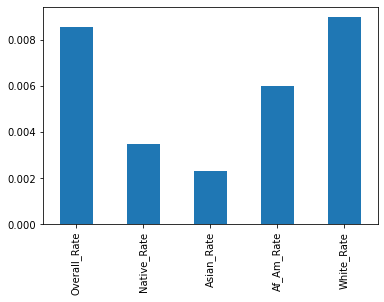 0.008
0.006
0.004
0.002
0.000
Overall_Rate
Native_Rate
Asian_Rate
Af_Am_Rate
White_Rate